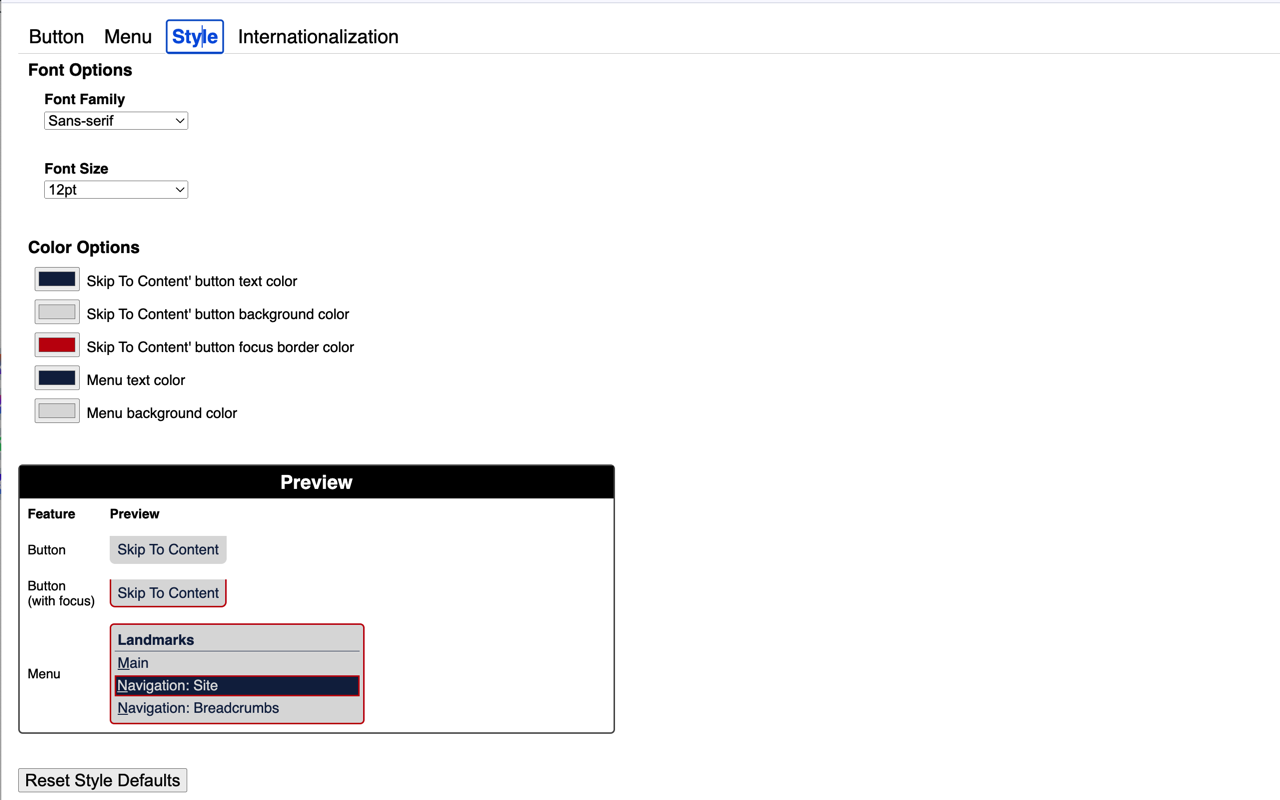 Button Menu Style Internationalization
Font Options
Font Family
Sans-serif
Font Size
12pt
Color Options
Skip To Content' button text color
Skip To Content' button background color
Skip To Content' button focus border color
Menu text color
Menu background color
Preview
Feature Preview
Button Skip To Content
Button
(with focus) Skip To Content
Menu
Landmarks
Main
Navigation: Site
Navigation: Breadcrumbs
Reset Style Defaults